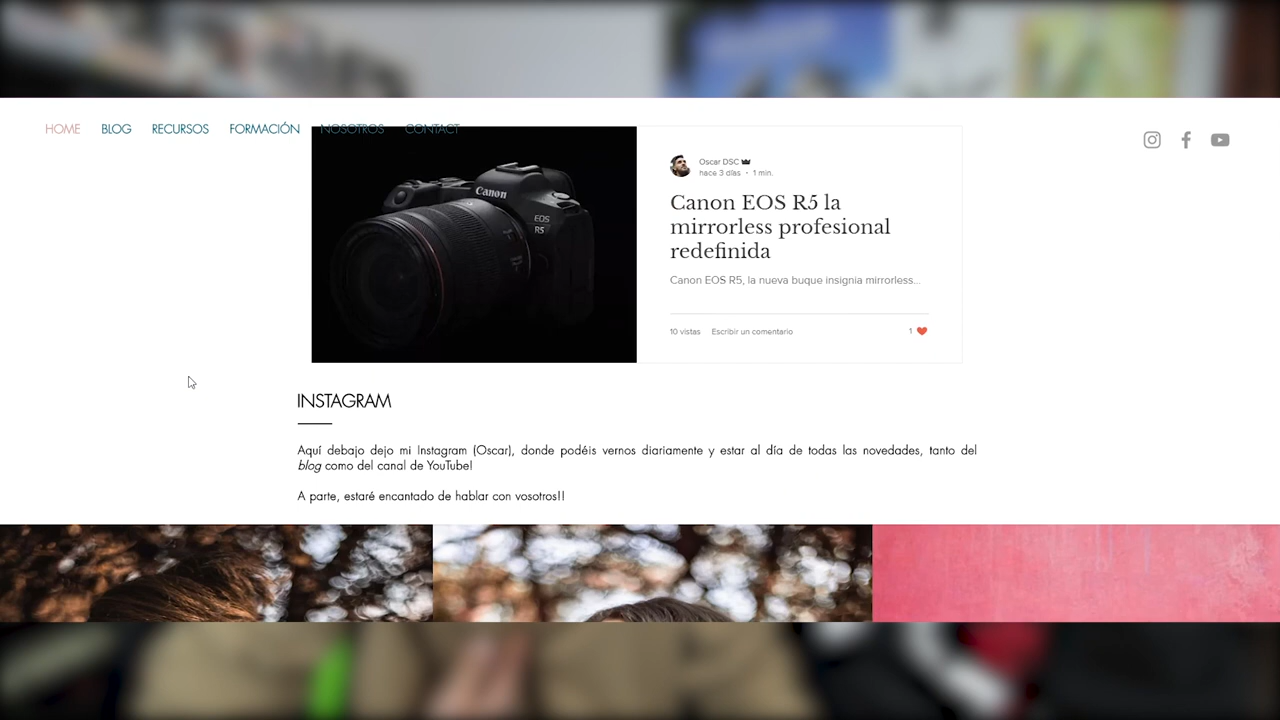 HOME BLOG RECURSOS FORMACIÓN NOSOTROS CONTACT
Canon
EOS
R5
Oscar DSC
hace 3 días · 1 min.
Canon EOS R5 la
mirrorless profesional
redefinida
Canon EOS R5, la nueva buque insignia mirrorless...
10 vistas Escribir un comentario 1
INSTAGRAM
Aquí debajo dejo mi Instagram (Oscar), donde podéis vernos diariamente y estar al día de todas las novedades, tanto del
blog como del canal de YouTube!
A parte, estaré encantado de hablar con vosotros!!